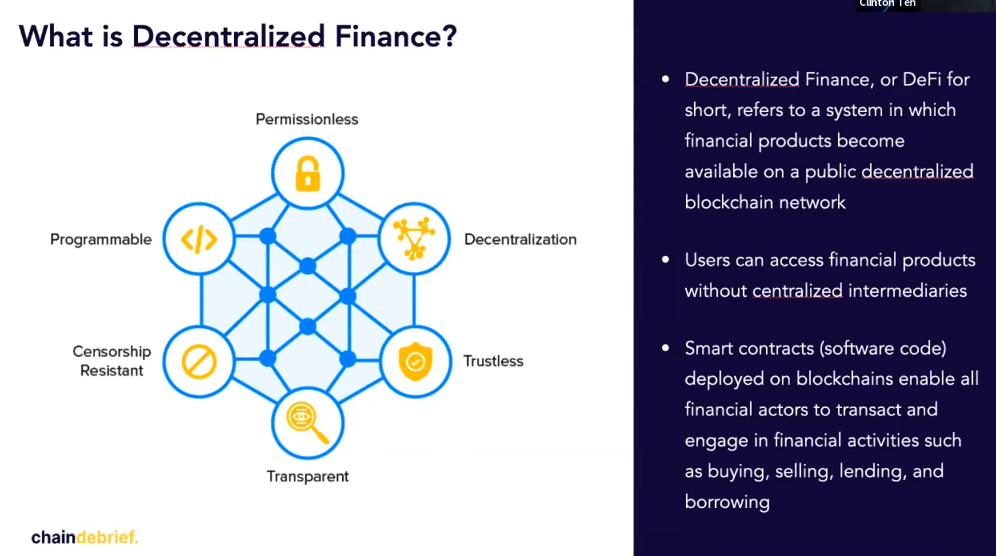 Clinton Teh
What is Decentralized Finance?
Permissionless
Programmable
Decentralization
Censorship
Resistant
Trustless
Transparent
chaindebrief.
• Decentralized Finance, or DeFi for
short, refers to a system in which
financial products become
available on a public decentralized
blockchain network
• Users can access financial products
without centralized intermediaries
• Smart contracts (software code)
deployed on blockchains enable all
financial actors to transact and
engage in financial activities such
as buying, selling, lending, and
borrowing